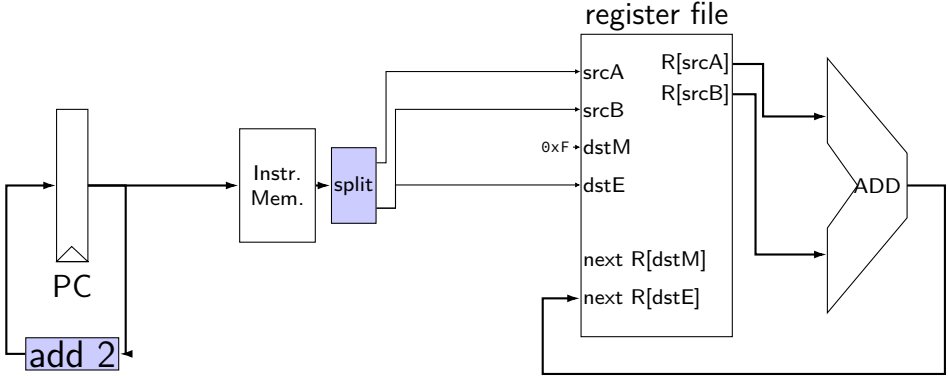 register file
srcA
R[srcA]
srcB
R[srcB]
0xF
dstM
Instr.
Mem.
split
dstE
ADD
PC
next R[dstM]
next R[dstE]
add 2